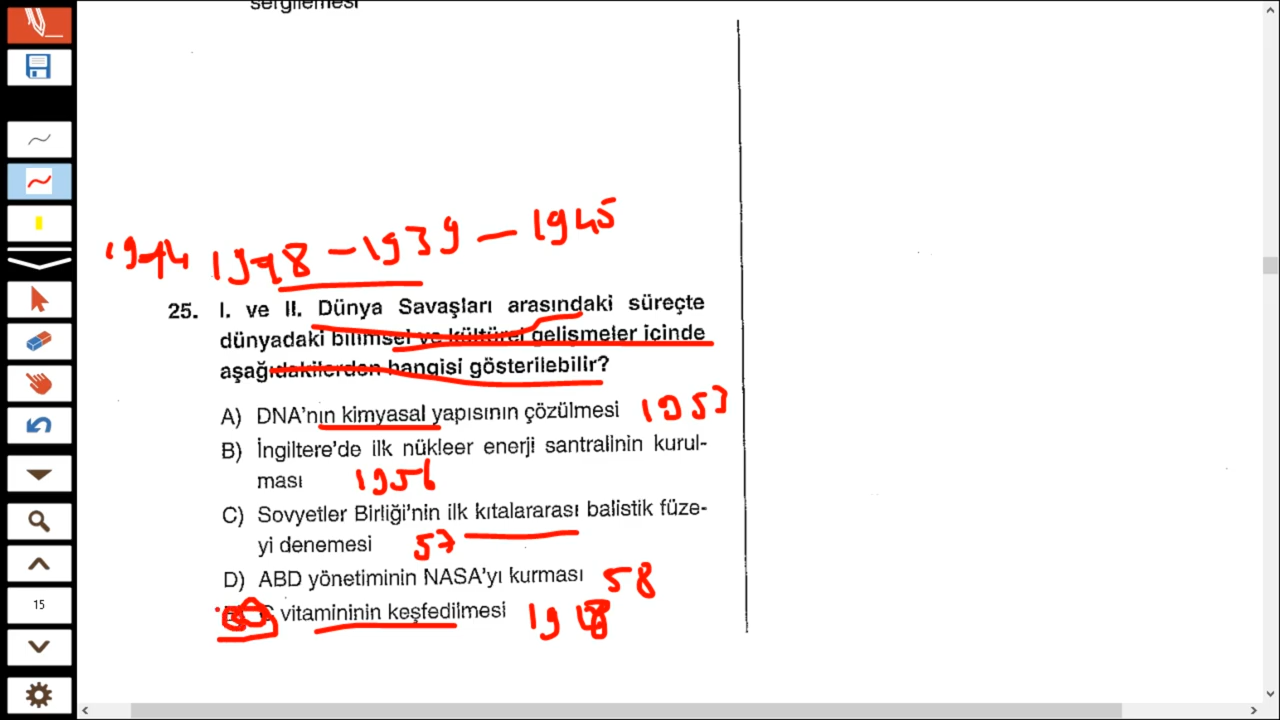 sergilemesi
1914 1918 - 1939 - 1945
25. I. ve II. Dünya Savaşları arasındaki süreçte
dünyadaki bilimsel ve kültürel gelişmeler içinde
aşağıdakilerden hangisi gösterilebilir?
A) DNA'nın kimyasal yapısının çözülmesi 1953
B) İngiltere'de ilk nükleer enerji santralinin kurul-
ması 1956
C) Sovyetler Birliği'nin ilk kıtalararası balistik füze-
yi denemesi 57
D) ABD yönetiminin NASA'yı kurması 58
E) C vitamininin keşfedilmesi
15